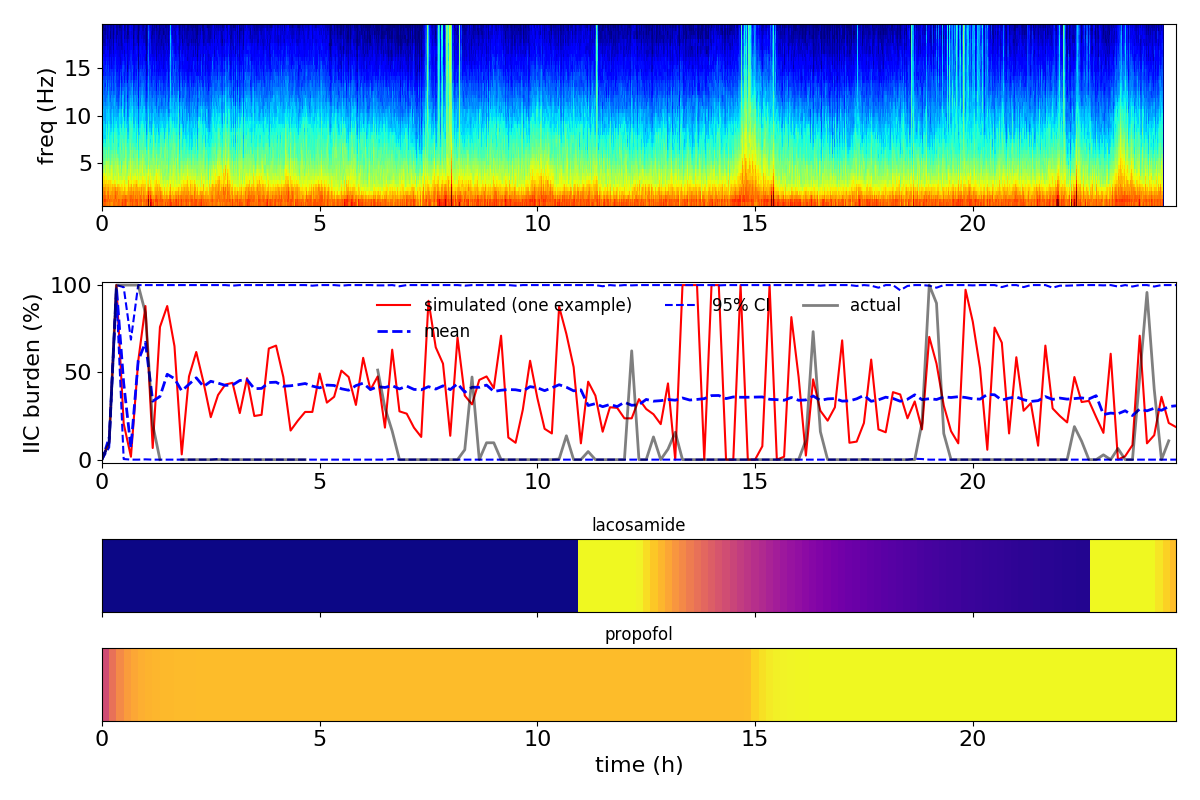 freq (Hz)
15
10
5
0 5 10 15 20
IIC burden (%)
100
50
0
simulated (one example) 95% CI actual
mean
0 5 10 15 20
lacosamide
propofol
0 5 10 15 20
time (h)